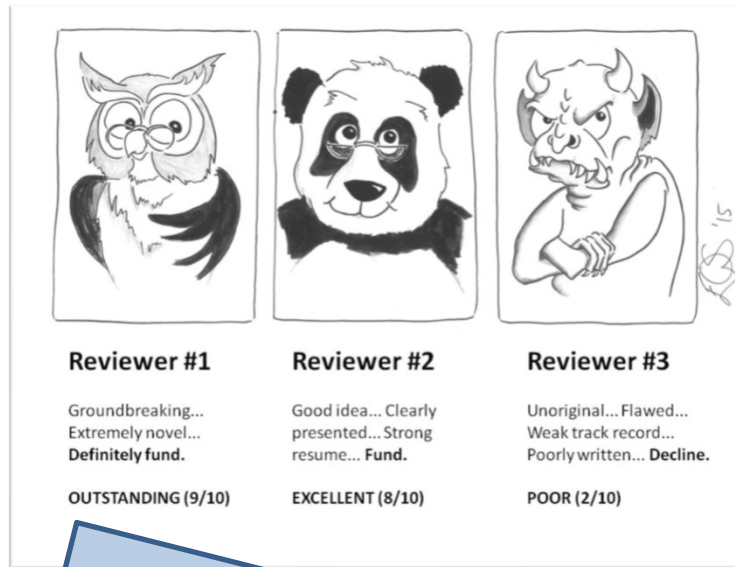 Reviewer #1
Groundbreaking...
Extremely novel...
Definitely fund.
OUTSTANDING (9/10)
Reviewer #2
Good idea... Clearly
presented... Strong
resume... Fund.
EXCELLENT (8/10)
Reviewer #3
Unoriginal... Flawed...
Weak track record...
Poorly written... Decline.
POOR (2/10)
'15